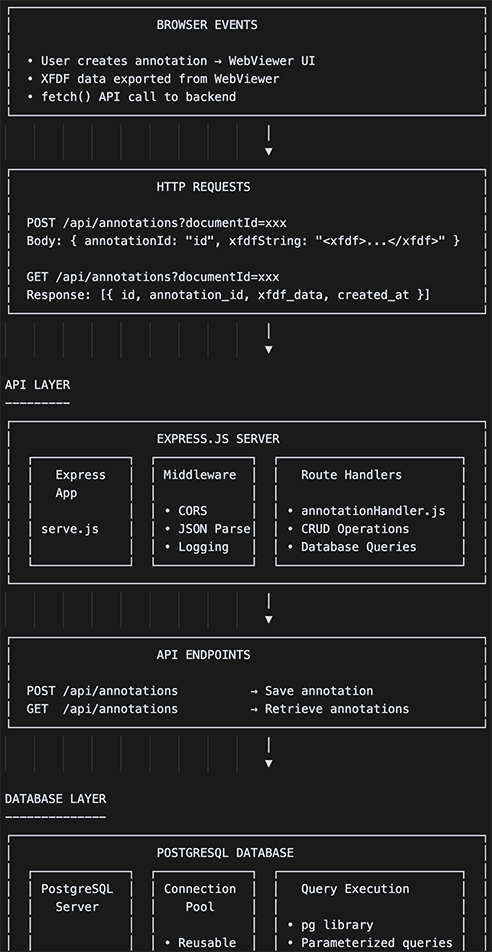 BROWSER EVENTS
• User creates annotation → WebViewer UI
• XFDF data exported from WebViewer
• fetch() API call to backend
HTTP REQUESTS
POST /api/annotations?documentId=xxx
Body: { annotationId: "id", xfdfString: "<xfdf>...</xfdf>" }
GET /api/annotations?documentId=xxx
Response: [{ id, annotation_id, xfdf_data, created_at }]
API LAYER
---------
EXPRESS.JS SERVER
Express Middleware Route Handlers
App
• CORS • annotationHandler.js
serve.js • JSON Parse • CRUD Operations
• Logging • Database Queries
API ENDPOINTS
POST /api/annotations → Save annotation
GET /api/annotations → Retrieve annotations
DATABASE LAYER
--------------
POSTGRESQL DATABASE
PostgreSQL Connection Query Execution
Server Pool
• pg library
• Reusable • Parameterized queries